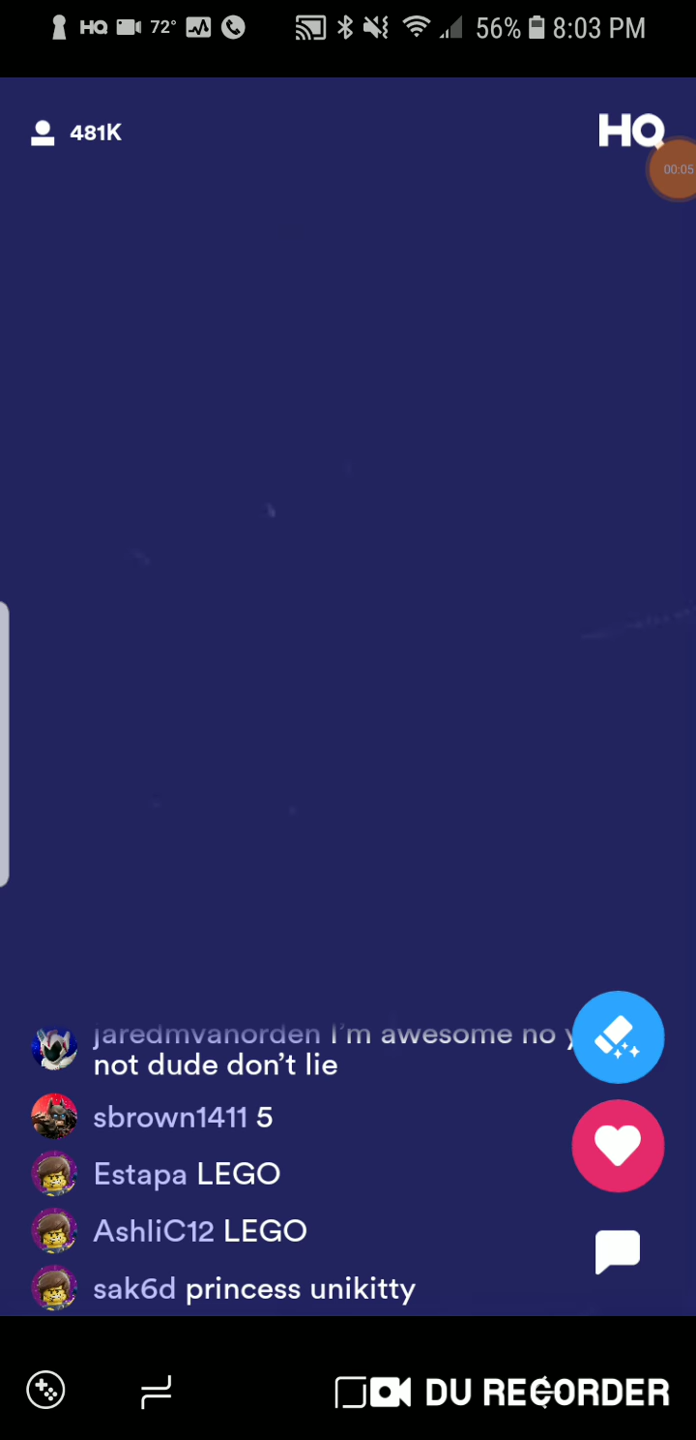 HQ 72° 56% 8:03 PM
481K HQ
00:05
jaredmvanorden I'm awesome no
not dude don't lie
sbrown1411 5
Estapa LEGO
AshliC12 LEGO
sak6d princess unikitty
DU RECORDER